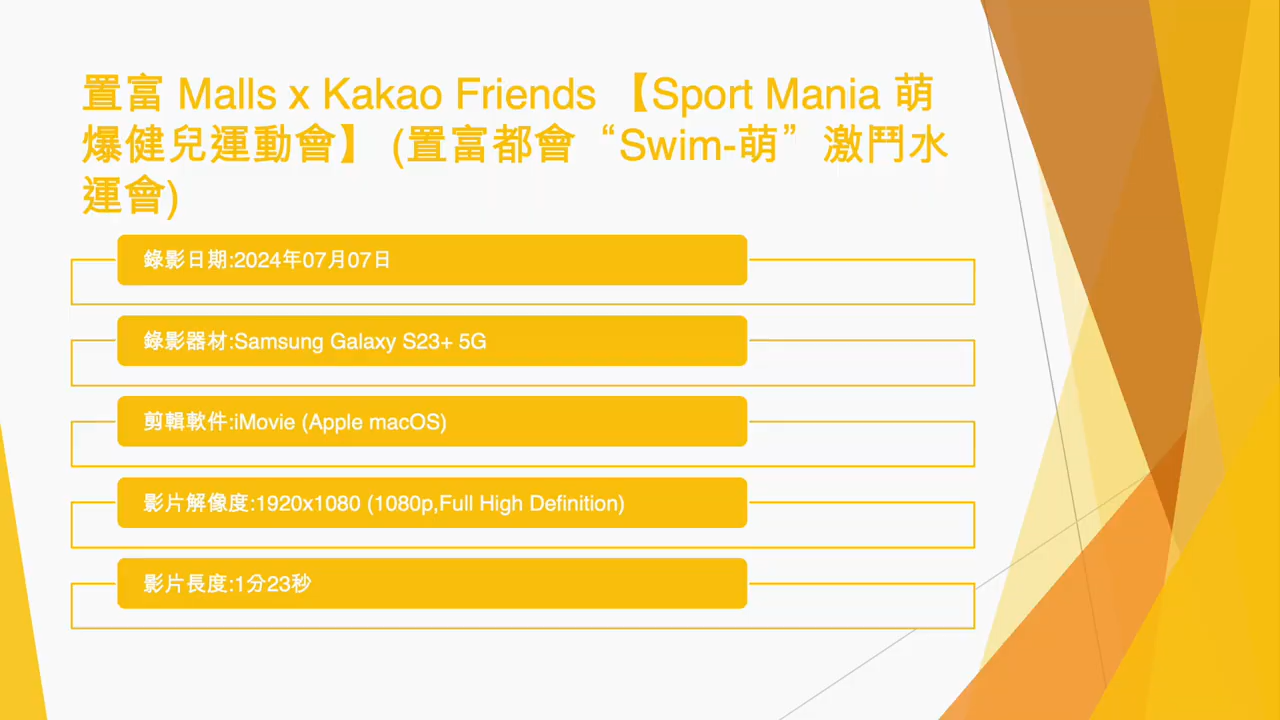 置富 Malls x Kakao Friends 【Sport Mania 萌
爆健兒運動會】 (置富都會“Swim-萌”激鬥水
運會)
錄影日期:2024年07月07日
錄影器材:Samsung Galaxy S23+ 5G
剪輯軟件:iMovie (Apple macOS)
影片解像度:1920x1080 (1080p,Full High Definition)
影片長度:1分23秒